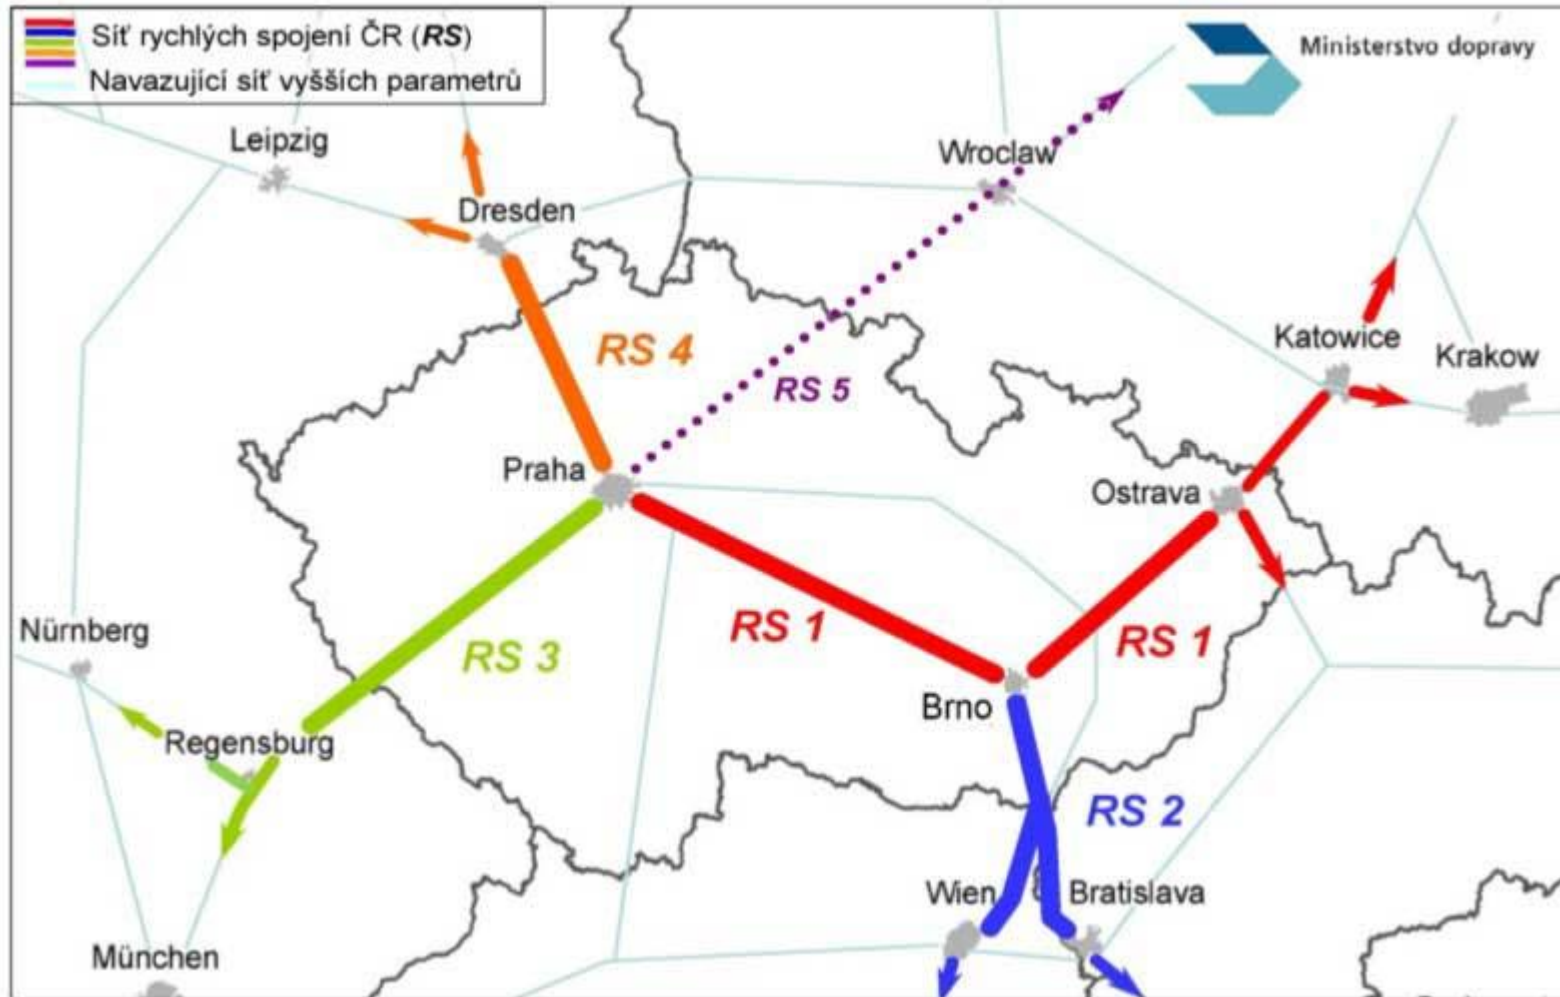 Síť rychlých spojení ČR (RS)
Navazující síť vyšších parametrů
Ministerstvo dopravy
Leipzig
Wroclaw
Dresden
Katowice
Krakow
RS 4
RS 5
Praha
Ostrava
Nürnberg
RS 3
RS 1
RS 1
Brno
Regensburg
RS 2
Wien
Bratislava
München